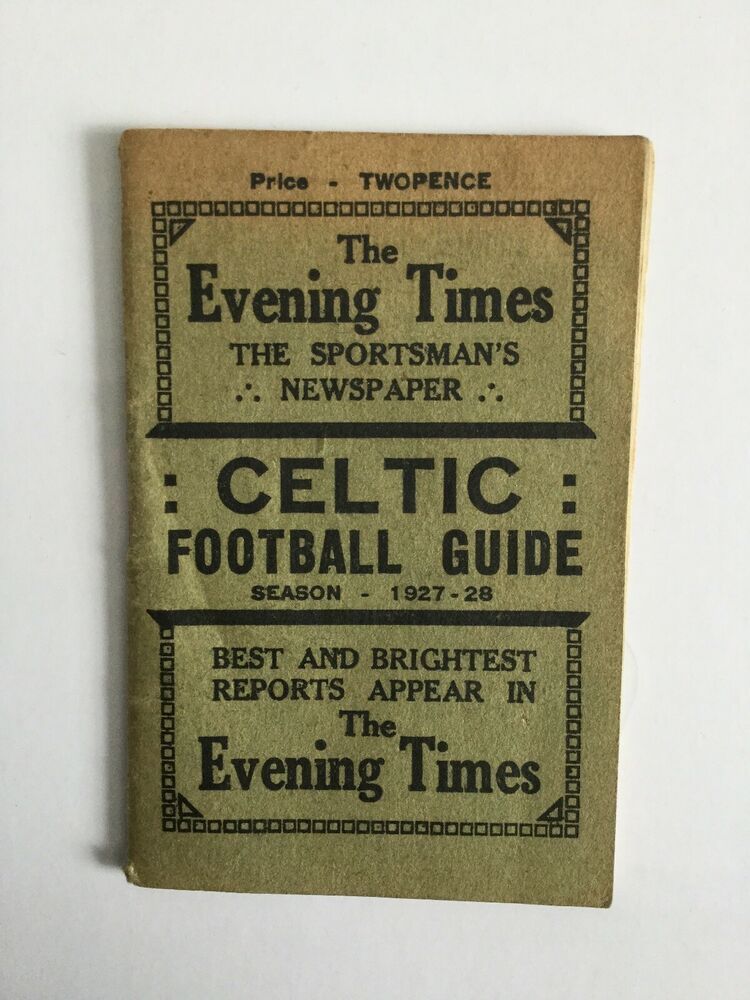 Price - TWOPENCE
The
Evening Times
THE SPORTSMAN'S
∴ NEWSPAPER ∴
: CELTIC :
FOOTBALL GUIDE
SEASON - 1927-28
BEST AND BRIGHTEST
REPORTS APPEAR IN
The
Evening Times